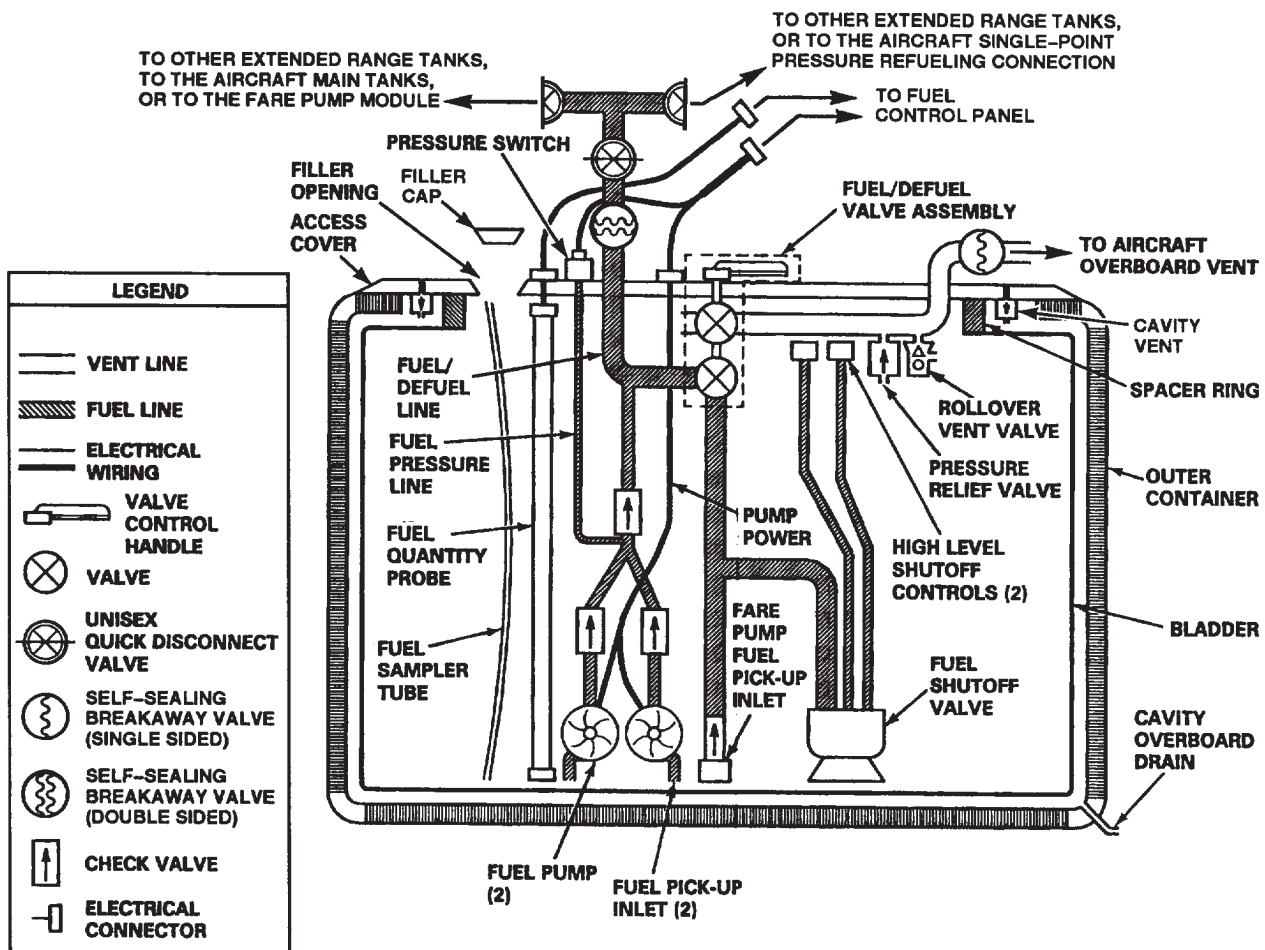 TO OTHER EXTENDED RANGE TANKS,
OR TO THE AIRCRAFT SINGLE–POINT
PRESSURE REFUELING CONNECTION
TO OTHER EXTENDED RANGE TANKS,
TO THE AIRCRAFT MAIN TANKS,
OR TO THE FARE PUMP MODULE
TO FUEL
CONTROL PANEL
PRESSURE SWITCH
FILLER
OPENING
FILLER
CAP
ACCESS
COVER
FUEL/DEFUEL
VALVE ASSEMBLY
TO AIRCRAFT
OVERBOARD VENT
LEGEND
VENT LINE
FUEL LINE
ELECTRICAL
WIRING
VALVE
CONTROL
HANDLE
VALVE
UNISEX
QUICK DISCONNECT
VALVE
SELF–SEALING
BREAKAWAY VALVE
(SINGLE SIDED)
SELF–SEALING
BREAKAWAY VALVE
(DOUBLE SIDED)
CHECK VALVE
ELECTRICAL
CONNECTOR
FUEL/
DEFUEL
LINE
FUEL
PRESSURE
LINE
FUEL
QUANTITY
PROBE
FUEL
SAMPLER
TUBE
PUMP
POWER
FARE
PUMP
FUEL
PICK–UP
INLET
CAVITY
VENT
SPACER RING
ROLLOVER
VENT VALVE
PRESSURE
RELIEF VALVE
OUTER
CONTAINER
HIGH LEVEL
SHUTOFF
CONTROLS (2)
BLADDER
FUEL
SHUTOFF
VALVE
CAVITY
OVERBOARD
DRAIN
FUEL PUMP
(2)
FUEL PICK–UP
INLET (2)